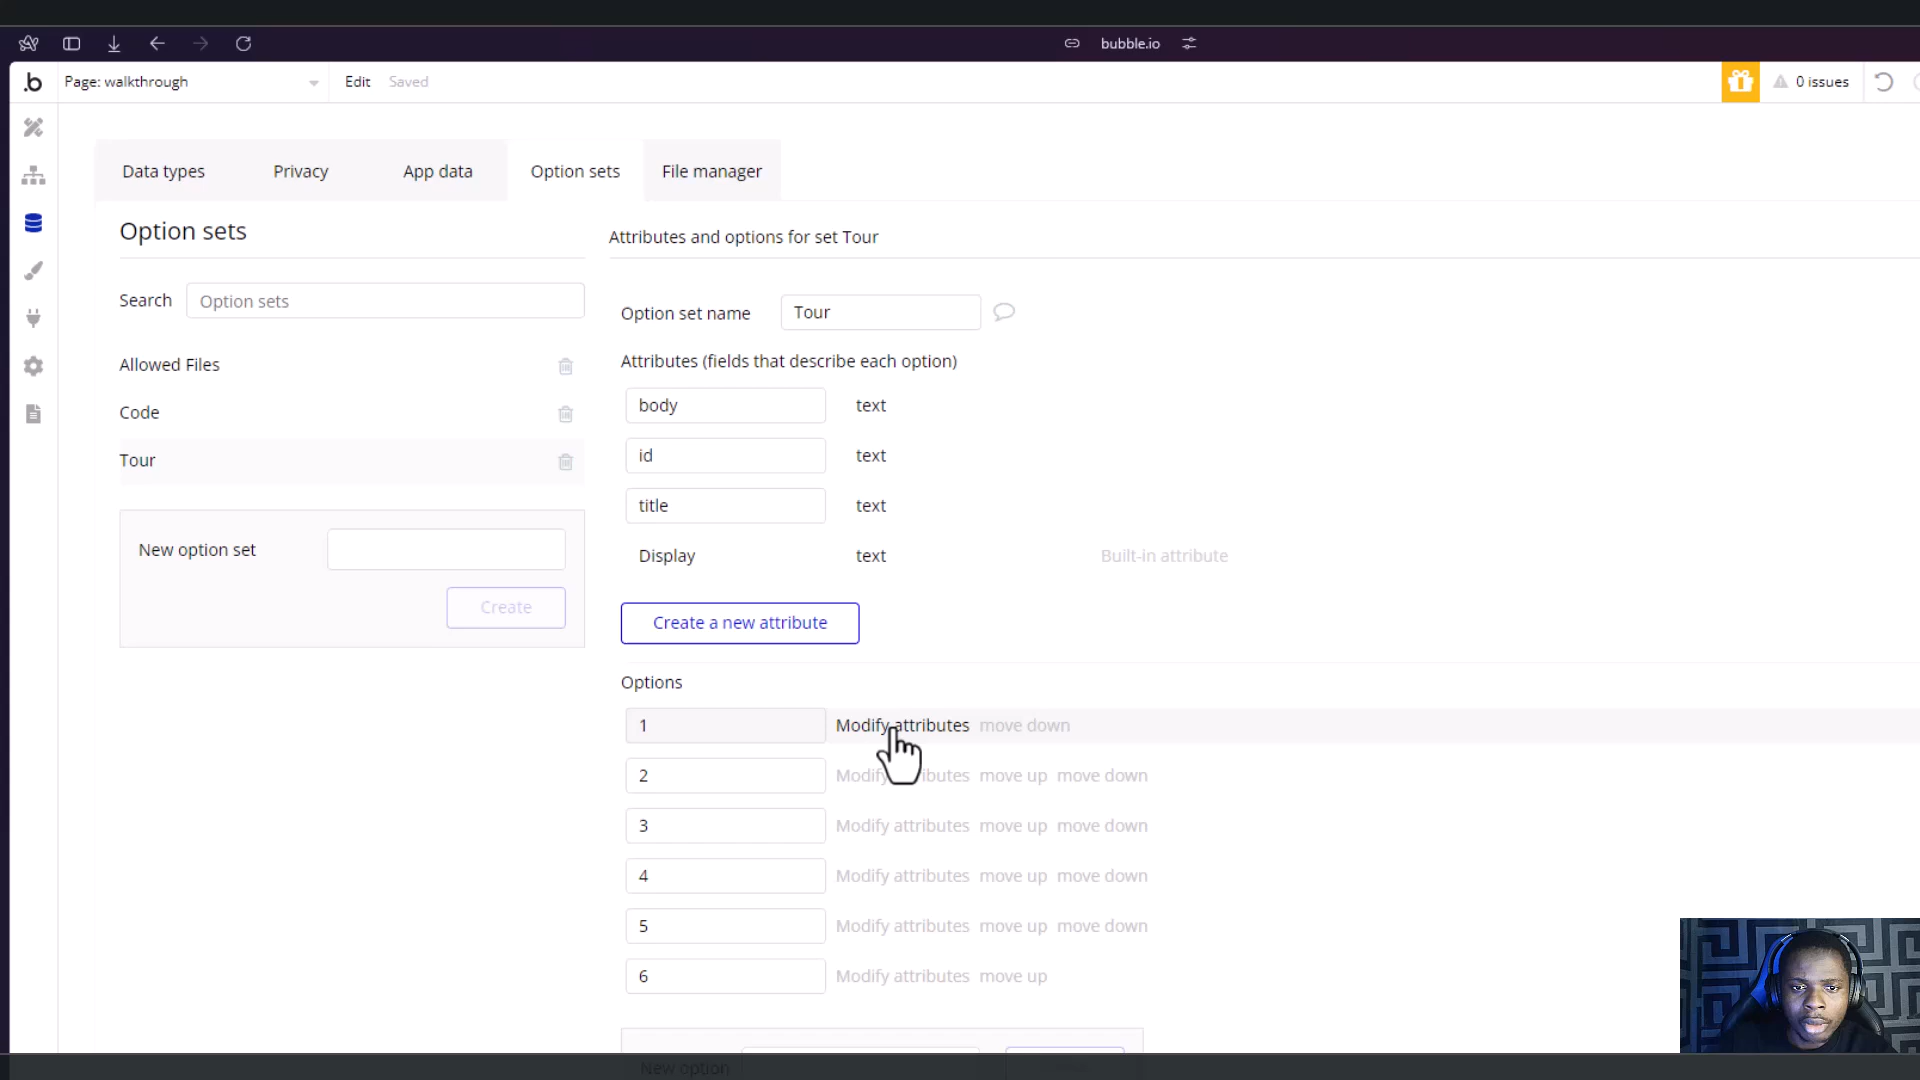 bubble.io
.b Page: walkthrough Edit Saved 0 issues
Data types Privacy App data Option sets File manager
Option sets
Attributes and options for set Tour
Search Option sets
Option set name Tour
Allowed Files
Attributes (fields that describe each option)
Code
body text
Tour
id text
title text
New option set
Display text Built-in attribute
Create
Create a new attribute
Options
1 Modify attributes move down
2 Modify attributes move up move down
3 Modify attributes move up move down
4 Modify attributes move up move down
5 Modify attributes move up move down
6 Modify attributes move up
New option